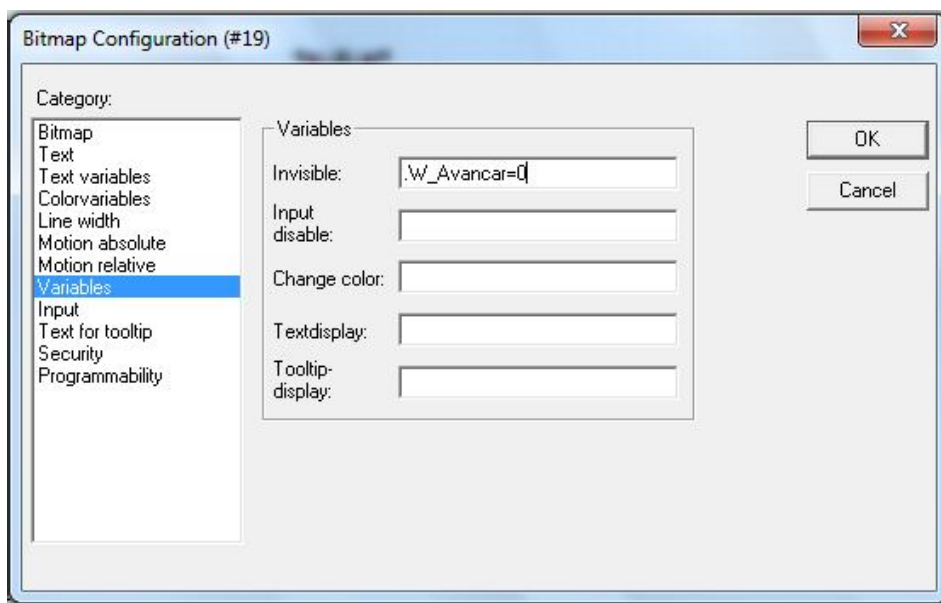 Bitmap Configuration (#19)
Category:
Bitmap
Text
Text variables
Colorvariables
Line width
Motion absolute
Motion relative
Variables
Input
Text for tooltip
Security
Programmability
Variables
Invisible:
.W_Avancar=0
Input
disable:
Change color:
Textdisplay:
Tooltip-
display:
OK
Cancel